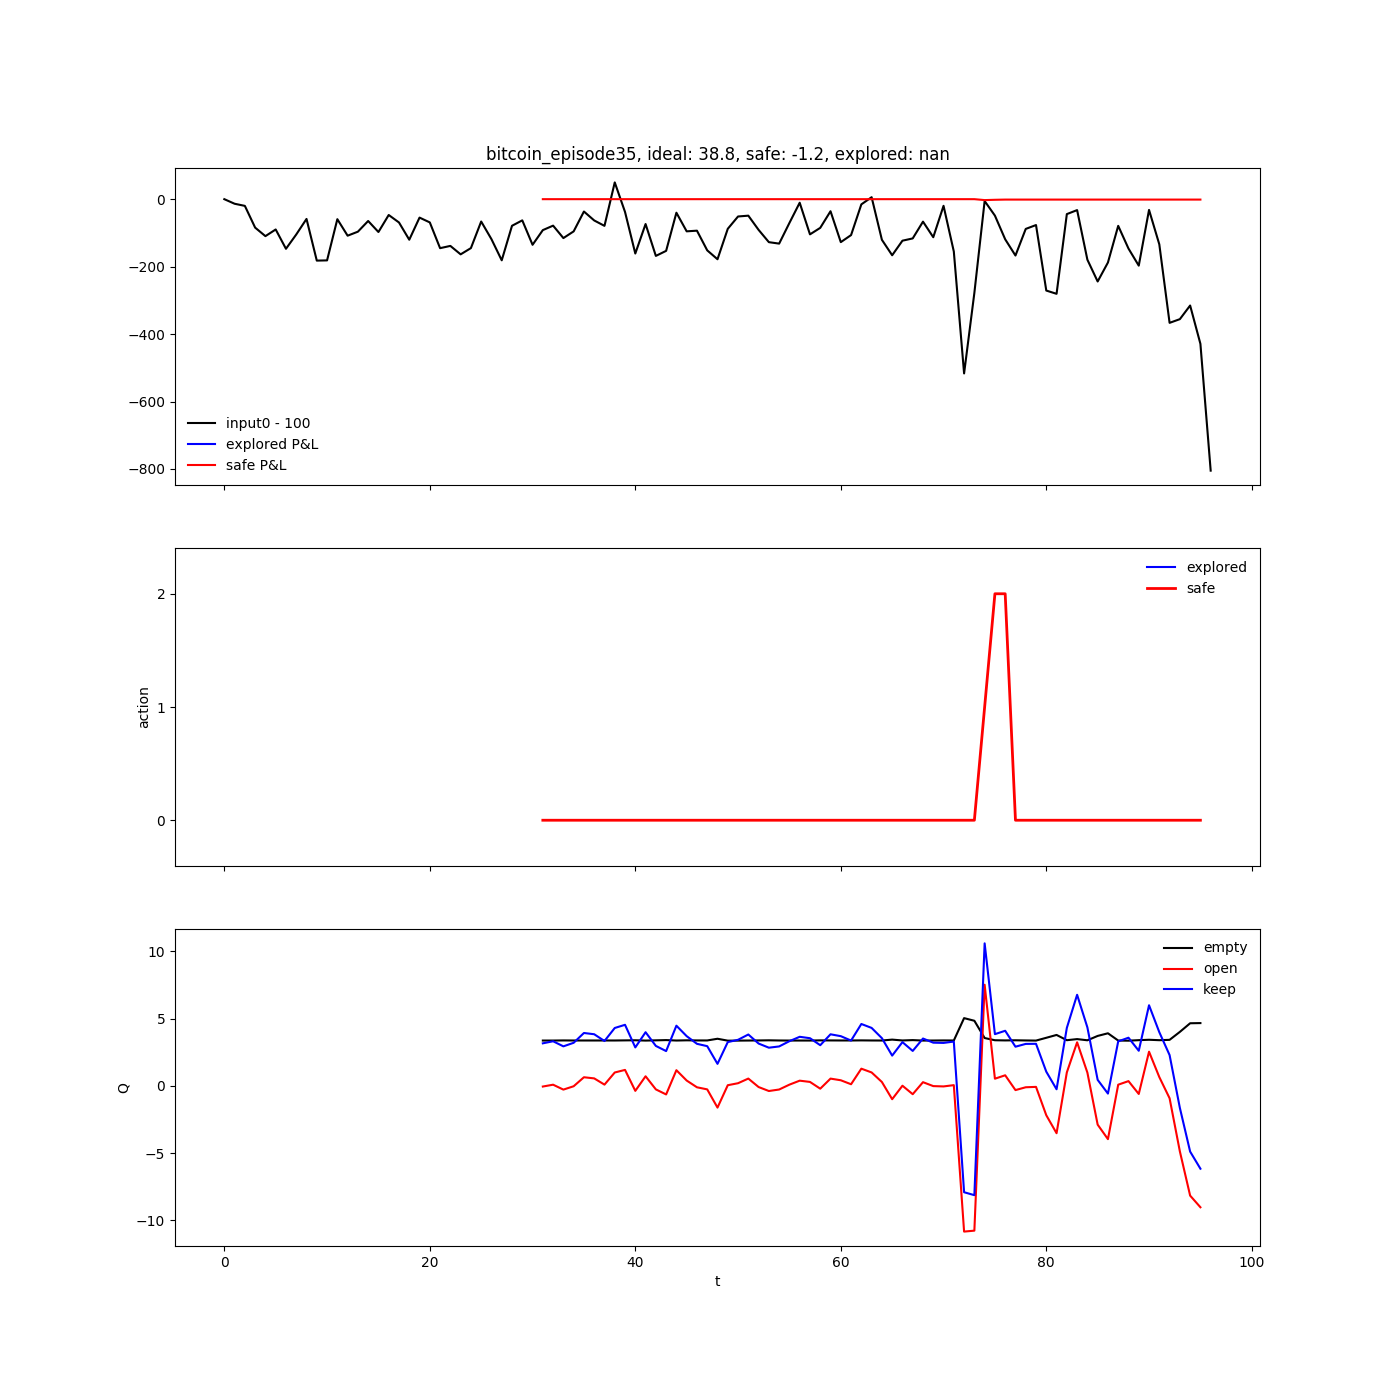 bitcoin_episode35, ideal: 38.8, safe: -1.2, explored: nan
0
−200
−400
−600
−800
input0 - 100
explored P&L
safe P&L
action
2
1
0
explored
safe
Q
10
5
0
−5
−10
empty
open
keep
0
20
40
60
80
100
t